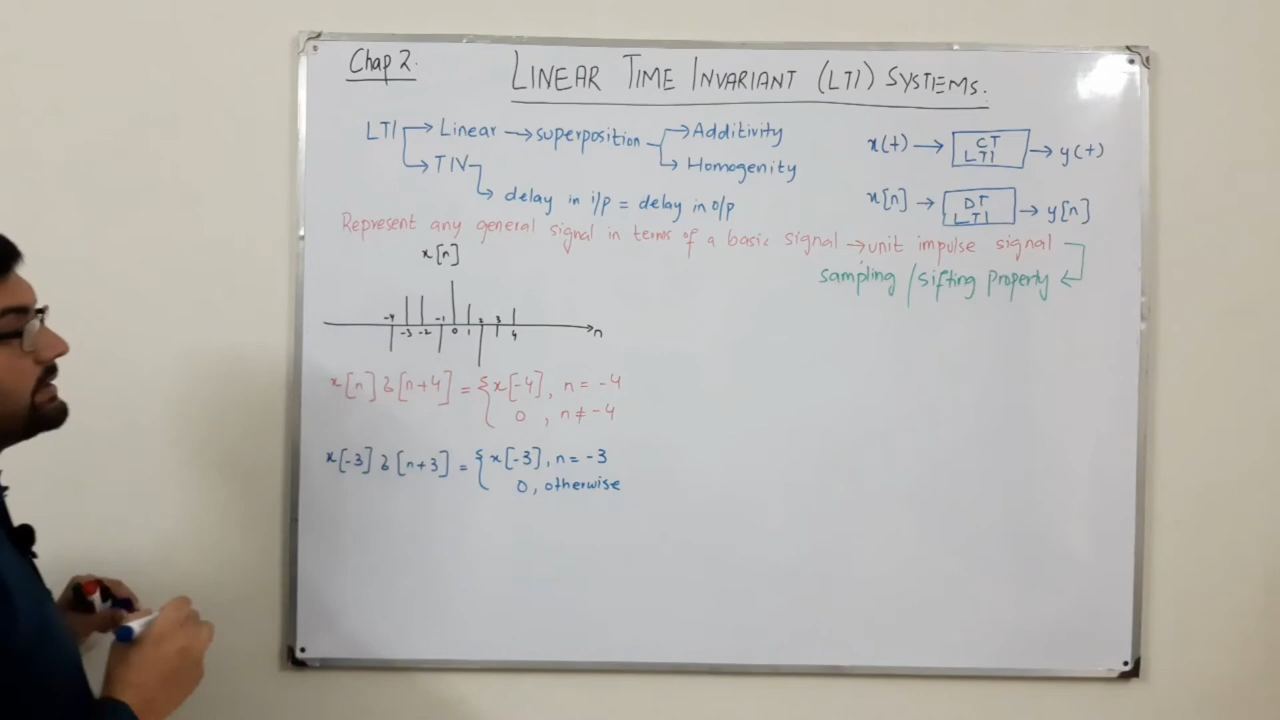 Chap 2.
LINEAR TIME INVARIANT (LTI) SYSTEMS.
LTI → Linear → superposition → Additivity
→ Homogenity
→ TIV
→ delay in i/p = delay in o/p
x(t) → CT LTI → y(t)
x[n] → DT LTI → y[n]
Represent any general signal in terms of a basic signal → unit impulse signal
sampling / sifting property
x[n]
-4 -3 -2 -1 0 1 2 3 4 n
x[n] δ[n+4] = { x[-4], n = -4
0 , n ≠ -4
x[-3] δ[n+3] = { x[-3], n = -3
0, otherwise